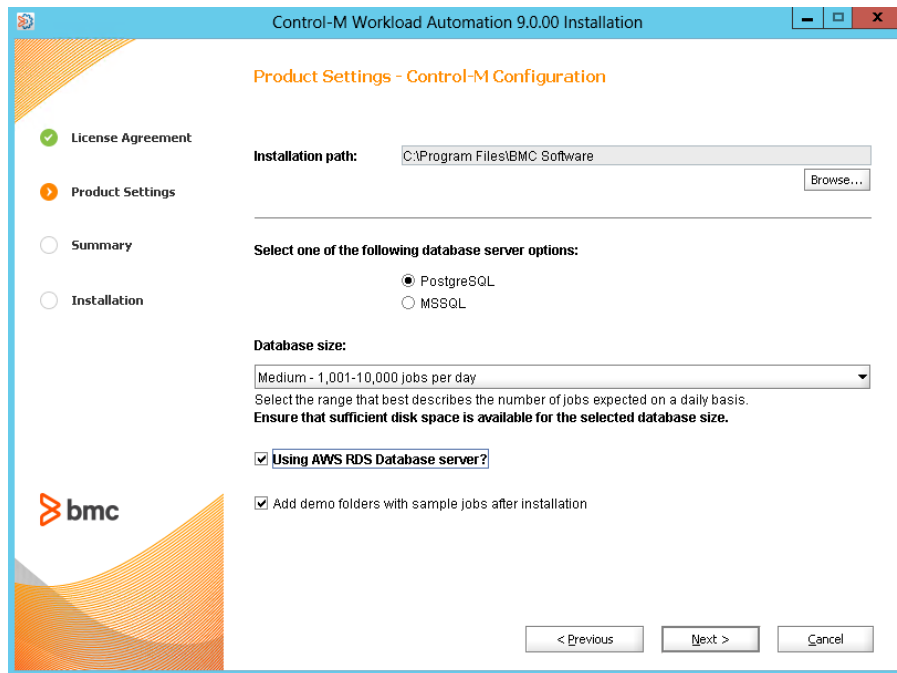 Control-M Workload Automation 9.0.00 Installation
Product Settings - Control-M Configuration
License Agreement
Product Settings
Summary
Installation
Installation path:
C:\Program Files\BMC Software
Browse...
Select one of the following database server options:
PostgreSQL
MSSQL
Database size:
Medium - 1,001-10,000 jobs per day
Select the range that best describes the number of jobs expected on a daily basis.
Ensure that sufficient disk space is available for the selected database size.
Using AWS RDS Database server?
Add demo folders with sample jobs after installation
bmc
< Previous
Next >
Cancel